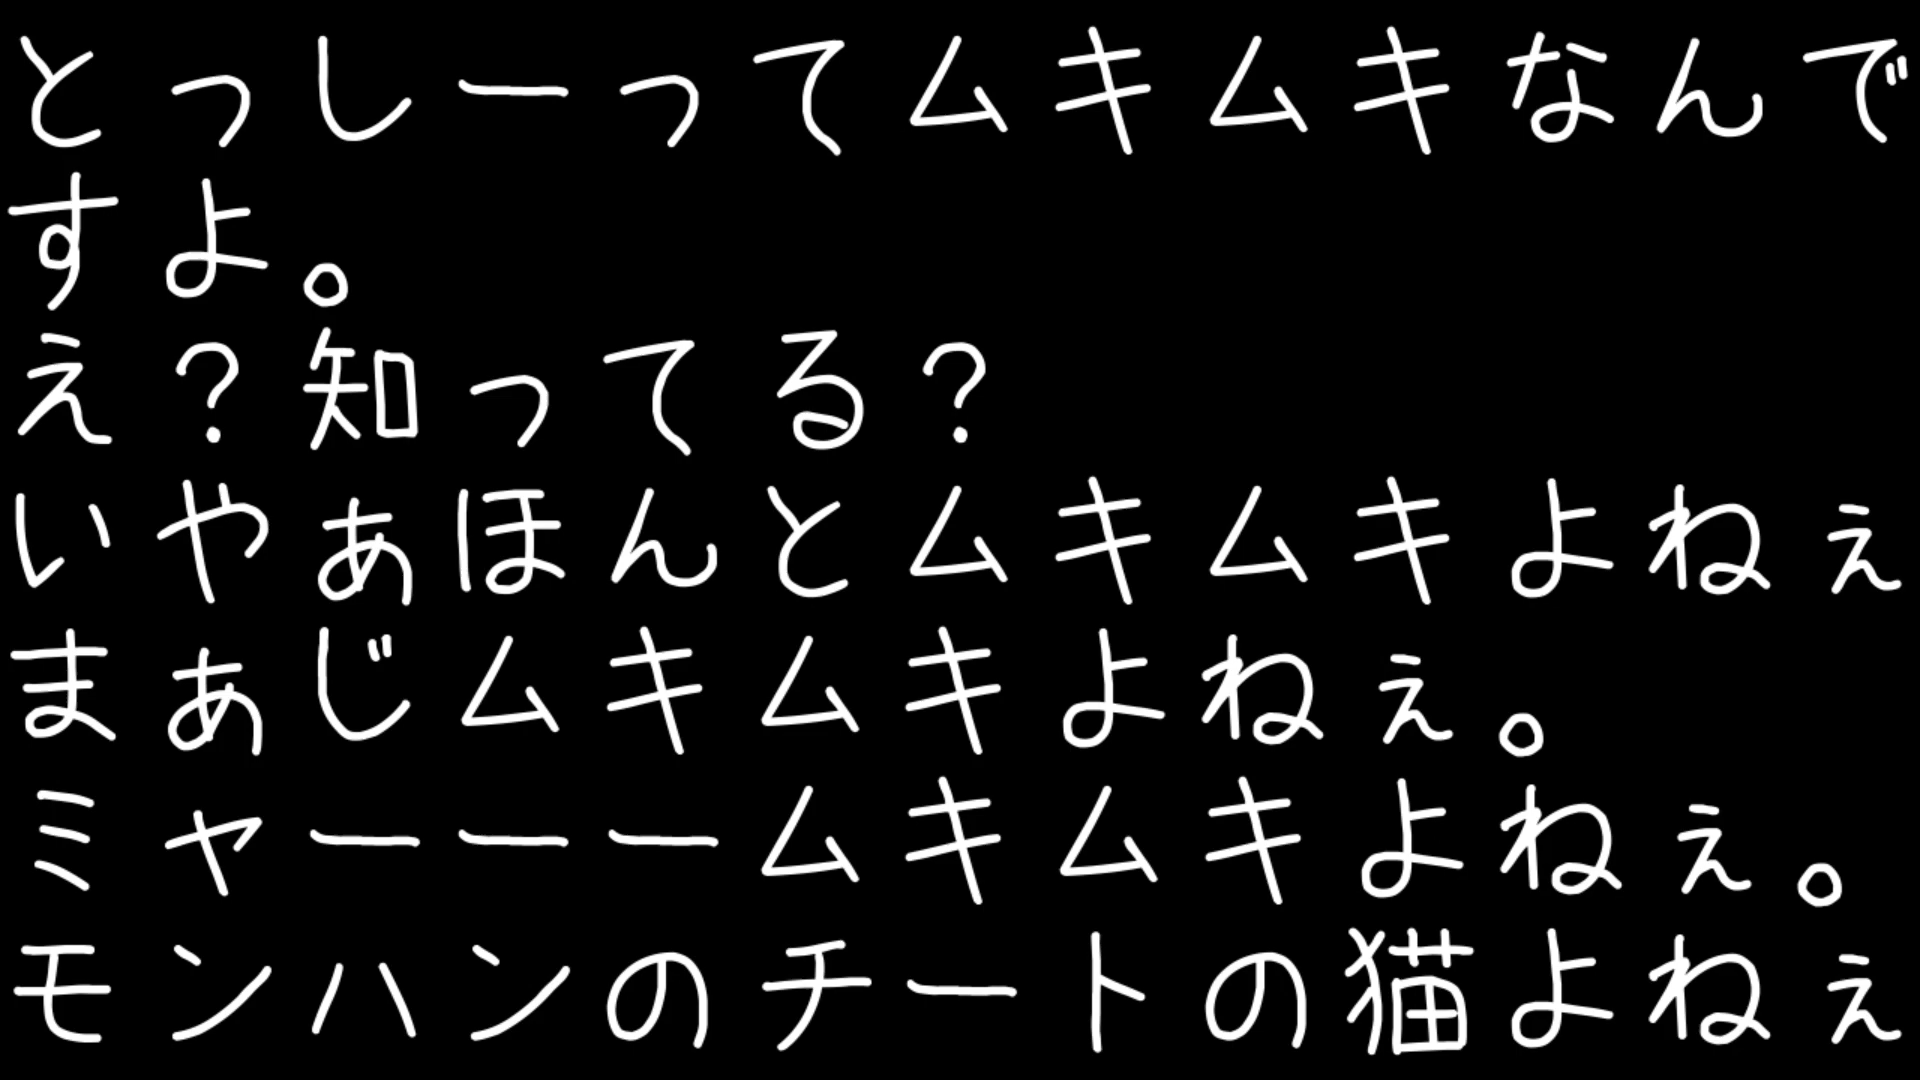 とっしーってムキムキなんで
すよ。
え?知ってる?
いやぁほんとムキムキよねぇ
まぁじムキムキよねぇ。
ミャーーームキムキよねぇ。
モンハンのチートの猫よねぇ